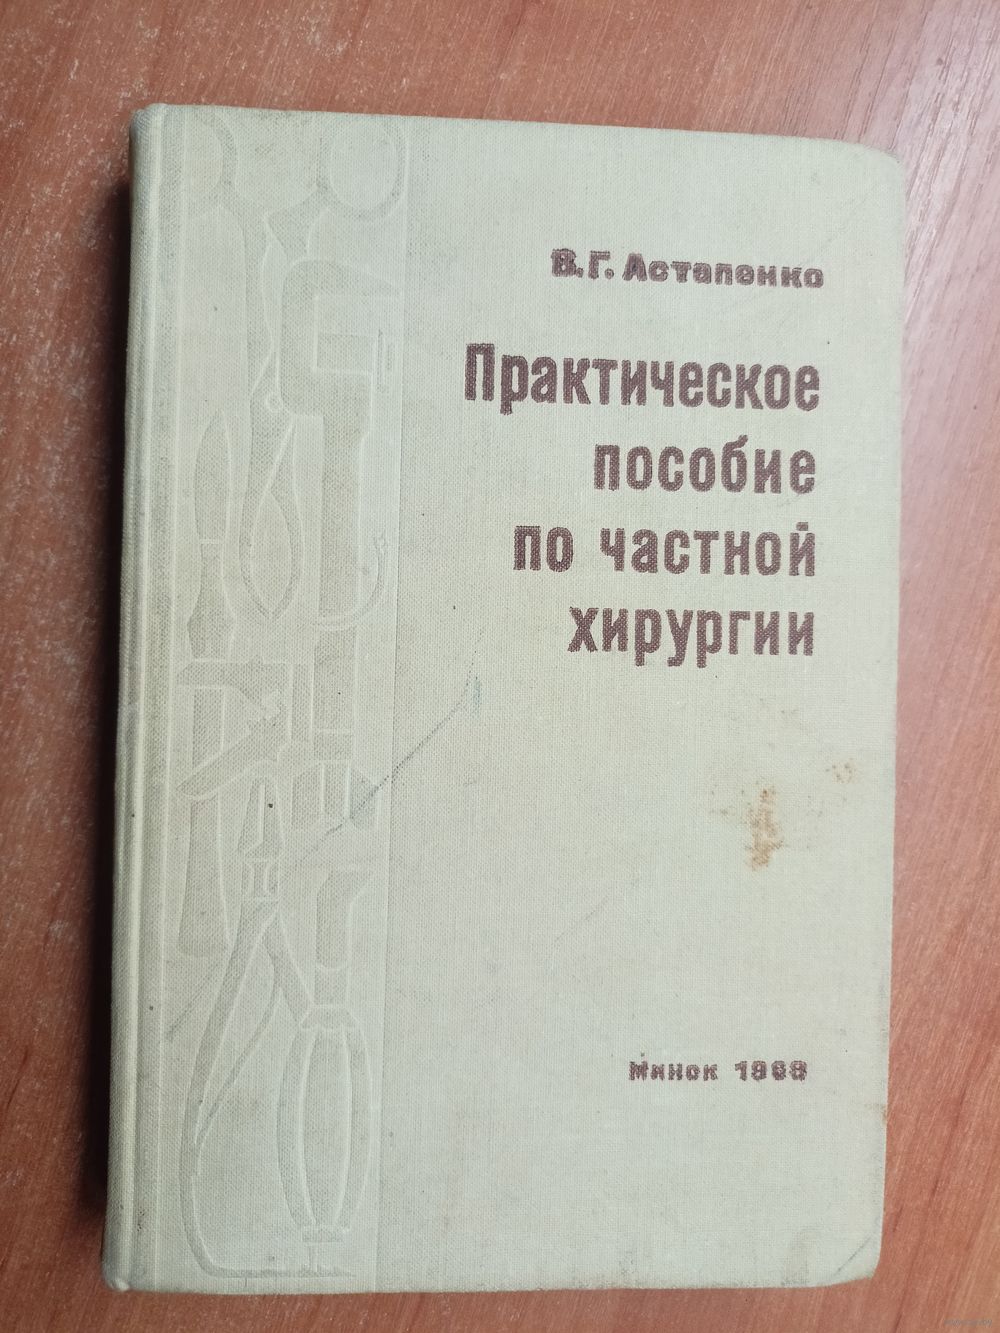 В.Г. Астапенко
Практическое
пособие
по частной
хирургии
Минск 1968